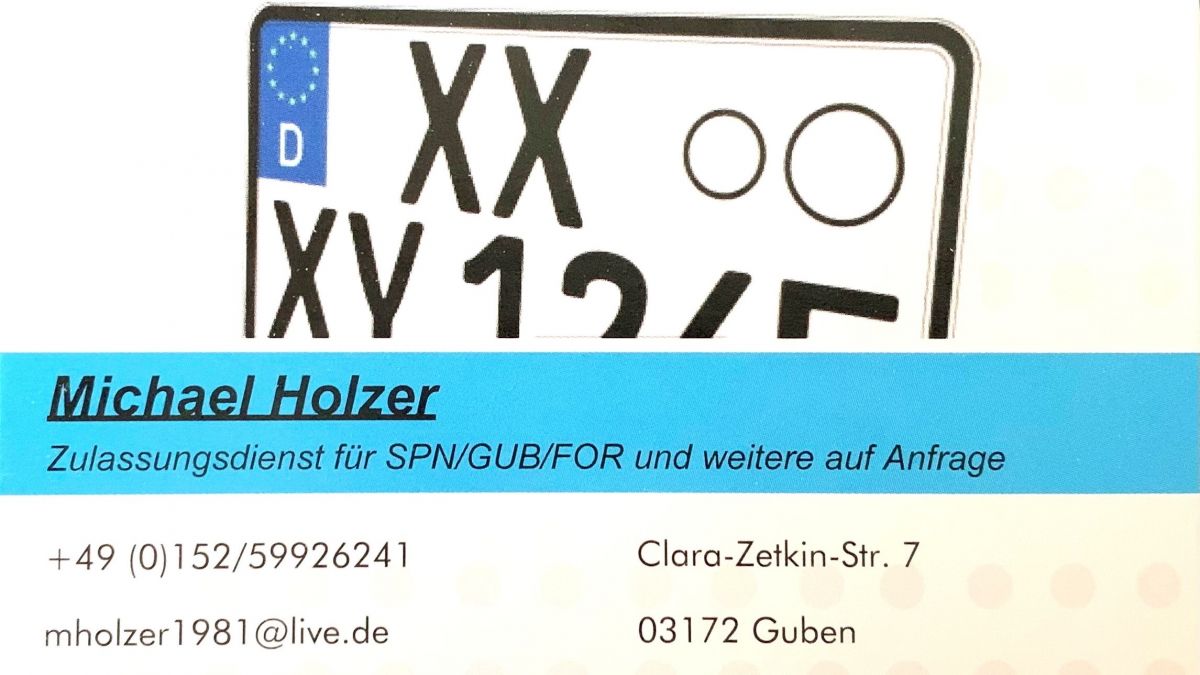 D
XX
XY 12
Michael Holzer
Zulassungsdienst für SPN/GUB/FOR und weitere auf Anfrage
+49 (0)152/59926241
Clara-Zetkin-Str. 7
mholzer1981@live.de
03172 Guben